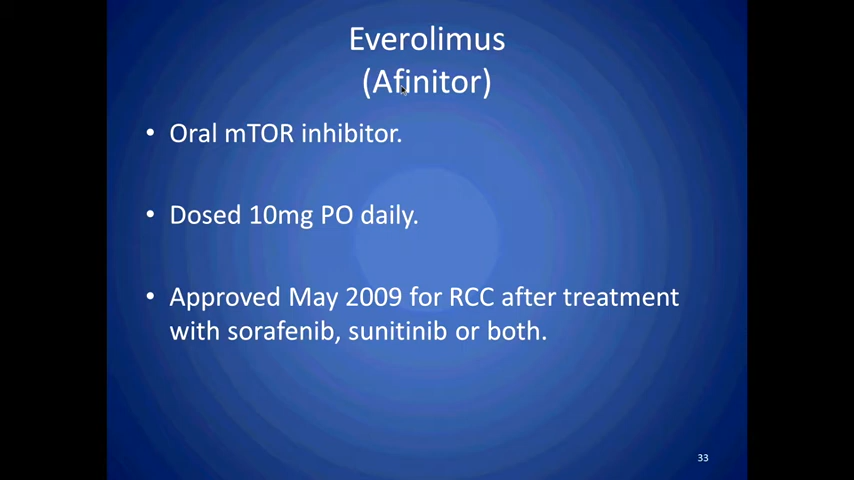 Everolimus
(Afinitor)
• Oral mTOR inhibitor.
• Dosed 10mg PO daily.
• Approved May 2009 for RCC after treatment
with sorafenib, sunitinib or both.
33